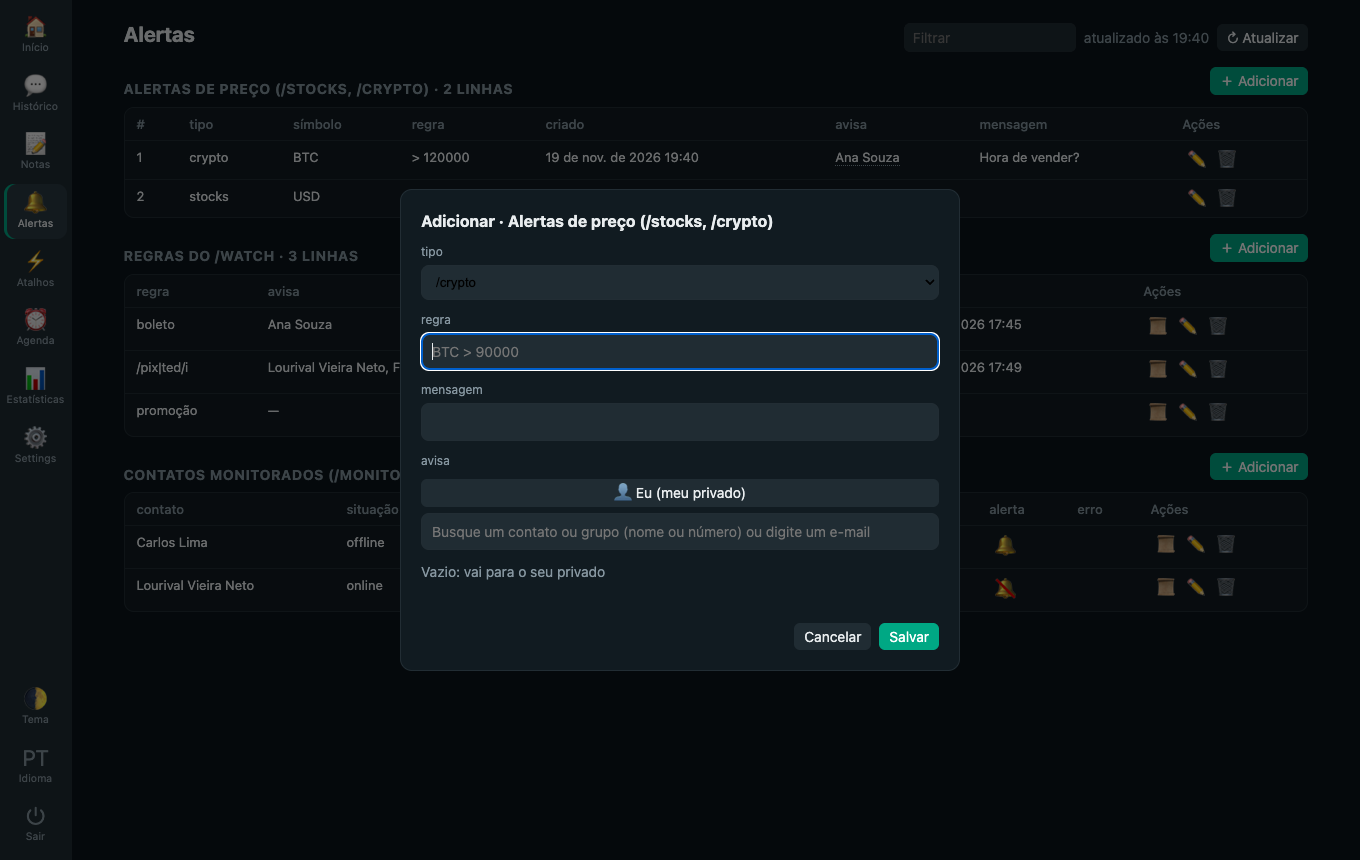 Início
Histórico
Notas
Alertas
Atalhos
Agenda
Estatísticas
Settings
Tema
PT
Idioma
Sair
Alertas
Filtrar
atualizado às 19:40
↻ Atualizar
ALERTAS DE PREÇO (/STOCKS, /CRYPTO) · 2 LINHAS
+ Adicionar
# tipo símbolo regra criado avisa mensagem Ações
1 crypto BTC > 120000 19 de nov. de 2026 19:40 Ana Souza Hora de vender?
2 stocks USD
REGRAS DO /WATCH · 3 LINHAS
+ Adicionar
regra avisa Ações
boleto Ana Souza 026 17:45
/pix|ted/i Lourival Vieira Neto, F 026 17:49
promoção —
CONTATOS MONITORADOS (/MONITO
+ Adicionar
contato situação alerta erro Ações
Carlos Lima offline
Lourival Vieira Neto online
Adicionar · Alertas de preço (/stocks, /crypto)
tipo
/crypto
regra
BTC > 90000
mensagem
avisa
Eu (meu privado)
Busque um contato ou grupo (nome ou número) ou digite um e-mail
Vazio: vai para o seu privado
Cancelar
Salvar